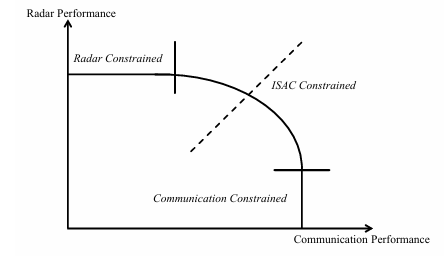 Radar Performance
Radar Constrained
ISAC Constrained
Communication Constrained
Communication Performance